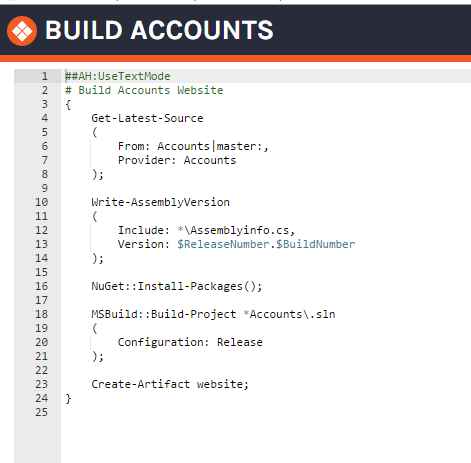 BUILD ACCOUNTS
1 ##AH:UseTextMode
2 # Build Accounts Website
3 {
4 Get-Latest-Source
5 (
6 From: Accounts|master:,
7 Provider: Accounts
8 );
9
10 Write-AssemblyVersion
11 (
12 Include: *\Assemblyinfo.cs,
13 Version: $ReleaseNumber.$BuildNumber
14 );
15
16 NuGet::Install-Packages();
17
18 MSBuild::Build-Project *Accounts\.sln
19 (
20 Configuration: Release
21 );
22
23 Create-Artifact website;
24 }
25